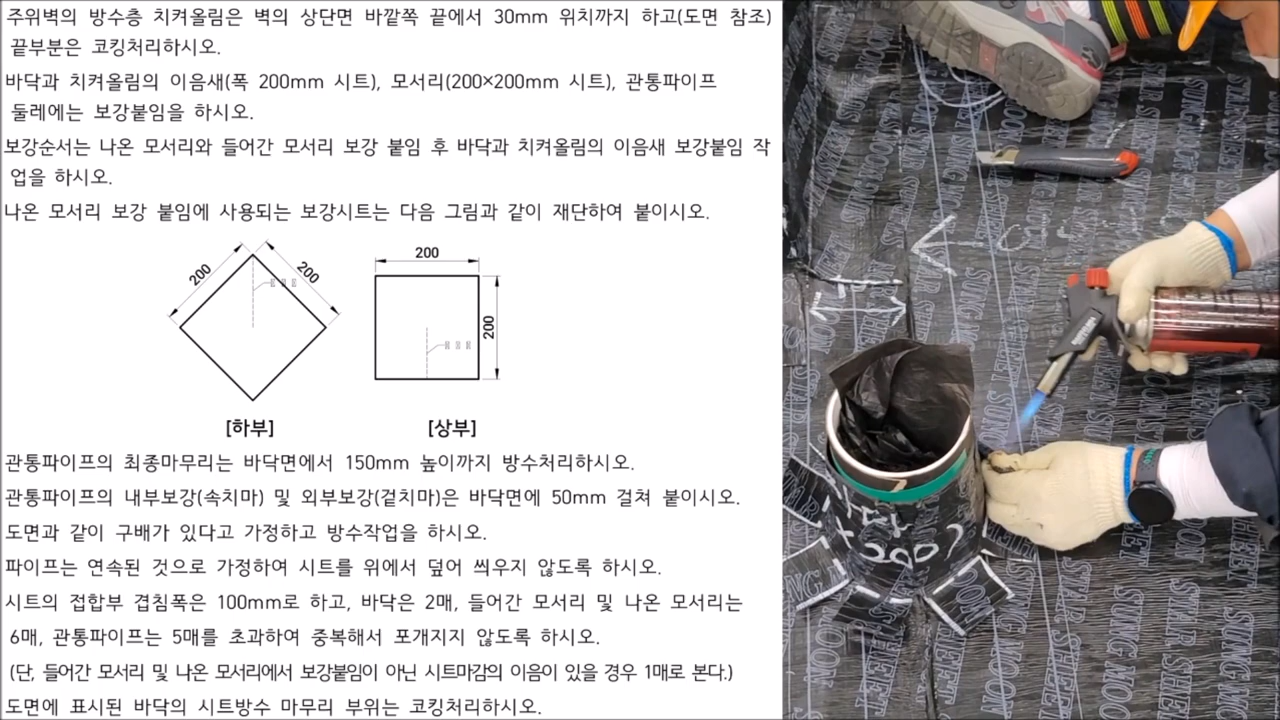 주위벽의 방수층 치켜올림은 벽의 상단면 바깥쪽 끝에서 30mm 위치까지 하고(도면 참조)
끝부분은 코킹처리하시오.
바닥과 치켜올림의 이음새(폭 200mm 시트), 모서리(200×200mm 시트), 관통파이프
둘레에는 보강붙임을 하시오.
보강순서는 나온 모서리와 들어간 모서리 보강 붙임 후 바닥과 치켜올림의 이음새 보강붙임 작
업을 하시오.
나온 모서리 보강 붙임에 사용되는 보강시트는 다음 그림과 같이 재단하여 붙이시오.
200 200 200
200
[하부] [상부]
관통파이프의 최종마무리는 바닥면에서 150mm 높이까지 방수처리하시오.
관통파이프의 내부보강(속치마) 및 외부보강(겉치마)은 바닥면에 50mm 걸쳐 붙이시오.
도면과 같이 구배가 있다고 가정하고 방수작업을 하시오.
파이프는 연속된 것으로 가정하여 시트를 위에서 덮어 씌우지 않도록 하시오.
시트의 접합부 겹침폭은 100mm로 하고, 바닥은 2매, 들어간 모서리 및 나온 모서리는
6매, 관통파이프는 5매를 초과하여 중복해서 포개지지 않도록 하시오.
(단, 들어간 모서리 및 나온 모서리에서 보강붙임이 아닌 시트마감의 이음이 있을 경우 1매로 본다.)
도면에 표시된 바닥의 시트방수 마무리 부위는 코킹처리하시오.
STAR SHEET
SUNG MOON